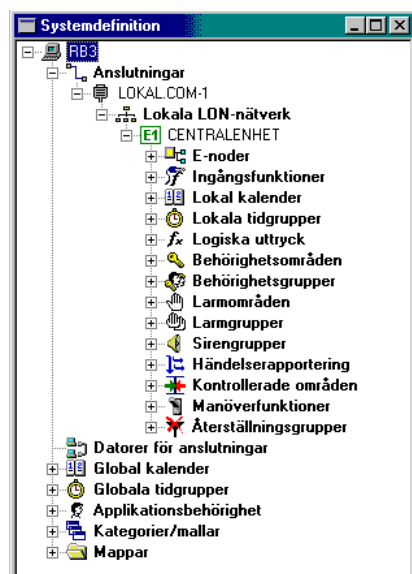 Systemdefinition
RB3
Anslutningar
LOKAL.COM-1
Lokala LON-nätverk
E1 CENTRALENHET
E-noder
Ingångsfunktioner
Lokal kalender
Lokala tidgrupper
fx Logiska uttryck
Behörighetsområden
Behörighetsgrupper
Larmområden
Larmgrupper
Sirengrupper
Händelserapportering
Kontrollerade områden
Manöverfunktioner
Återställningsgrupper
Datorer för anslutningar
Global kalender
Globala tidgrupper
Applikationsbehörighet
Kategorier/mallar
Mappar